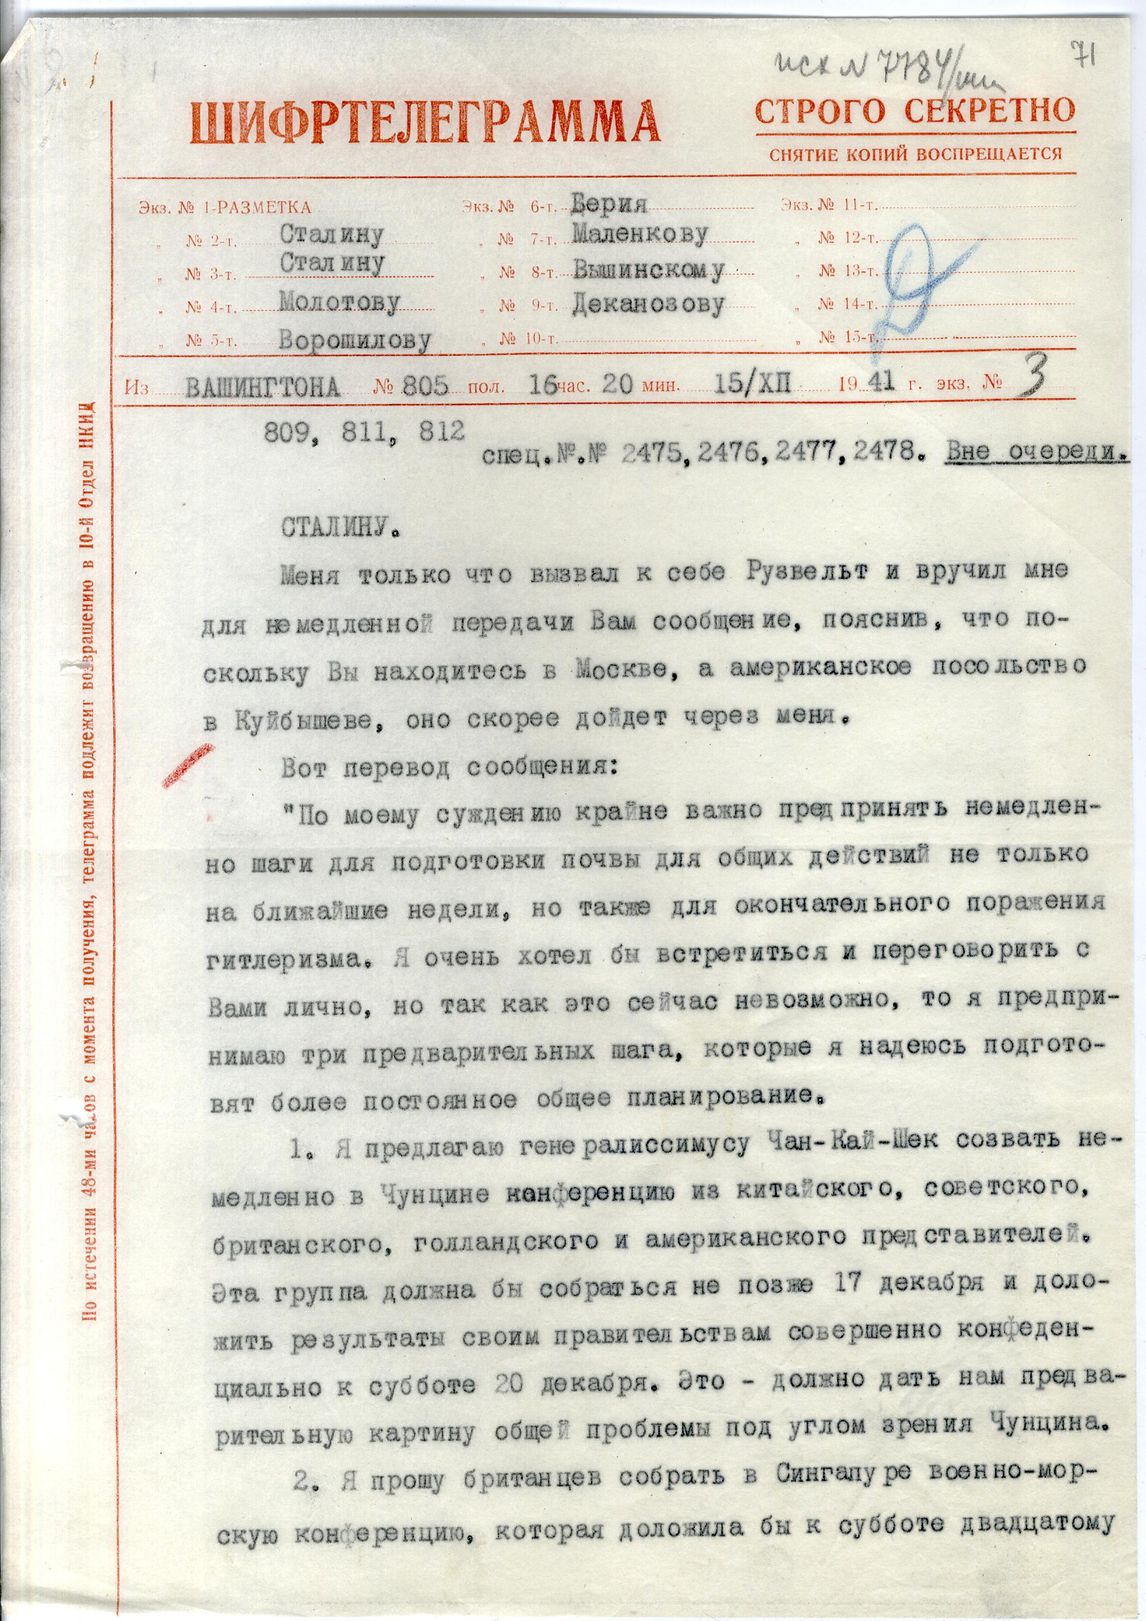 исх N 7784/
71
ШИФРТЕЛЕГРАММА
СТРОГО СЕКРЕТНО
СНЯТИЕ КОПИЙ ВОСПРЕЩАЕТСЯ
Экз. № 1-РАЗМЕТКА Экз. № 6-т. Берия Экз. № 11-т.
„ № 2-т. Сталину „ № 7-т. Маленкову „ № 12-т.
„ № 3-т. Сталину „ № 8-т. Вышинскому „ № 13-т.
„ № 4-т. Молотову „ № 9-т. Деканозову „ № 14-т.
„ № 5-т. Ворошилову „ № 10-т. „ № 15-т.
Из ВАШИНГТОНА № 805 пол. 16 час. 20 мин. 15/ХП 1941 г. экз. № 3
809, 811, 812
спец.№.№ 2475,2476,2477,2478. Вне очереди.
СТАЛИНУ.
Меня только что вызвал к себе Рузвельт и вручил мне
для немедленной передачи Вам сообщение, пояснив, что по-
скольку Вы находитесь в Москве, а американское посольство
в Куйбышеве, оно скорее дойдет через меня.
Вот перевод сообщения:
"По моему суждению крайне важно предпринять немедлен-
но шаги для подготовки почвы для общих действий не только
на ближайшие недели, но также для окончательного поражения
гитлеризма. Я очень хотел бы встретиться и переговорить с
Вами лично, но так как это сейчас невозможно, то я предпри-
нимаю три предварительных шага, которые я надеюсь подгото-
вят более постоянное общее планирование.
1. Я предлагаю генералиссимусу Чан-Кай-Шек созвать не-
медленно в Чунцине конференцию из китайского, советского,
британского, голландского и американского представителей.
Эта группа должна бы собраться не позже 17 декабря и доло-
жить результаты своим правительствам совершенно конфеден-
циально к субботе 20 декабря. Это - должно дать нам предва-
рительную картину общей проблемы под углом зрения Чунцина.
2. Я прошу британцев собрать в Сингапуре военно-мор-
скую конференцию, которая доложила бы к субботе двадцатому
По истечении 48-ми часов с момента получения, телеграмма подлежит возвращению в 10-й Отдел НКИД